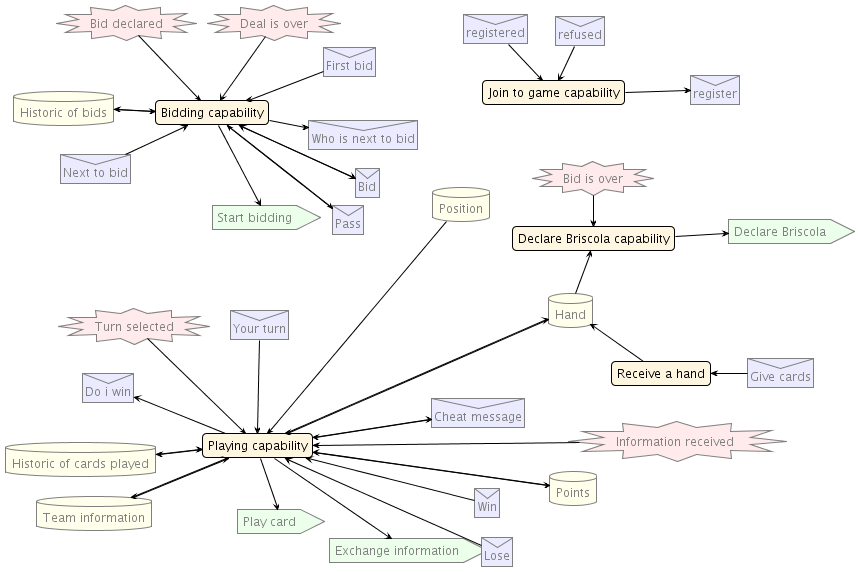 Bid declared
Deal is over
registered
refused
First bid
Join to game capability
register
Historic of bids
Bidding capability
Who is next to bid
Next to bid
Bid
Bid is over
Start bidding
Pass
Position
Declare Briscola capability
Declare Briscola
Hand
Turn selected
Your turn
Receive a hand
Give cards
Do i win
Cheat message
Playing capability
Information received
Historic of cards played
Points
Win
Team information
Play card
Exchange information
Lose